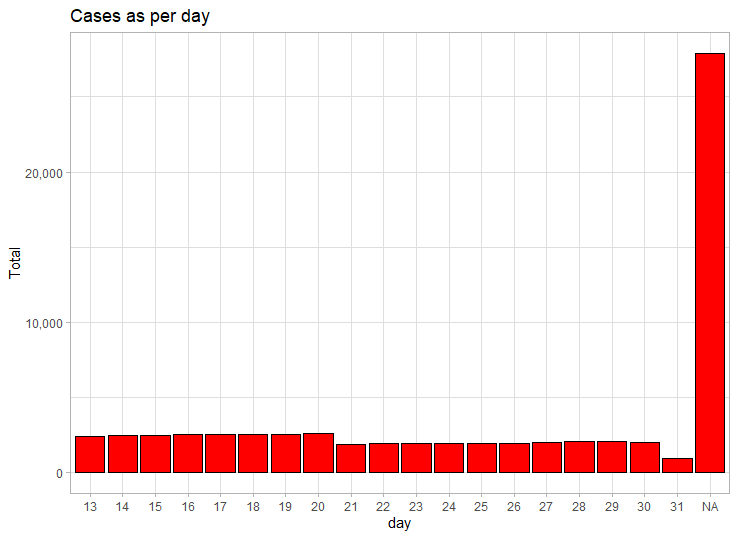 Cases as per day
Total
20,000
10,000
0
13 14 15 16 17 18 19 20 21 22 23 24 25 26 27 28 29 30 31 NA
day